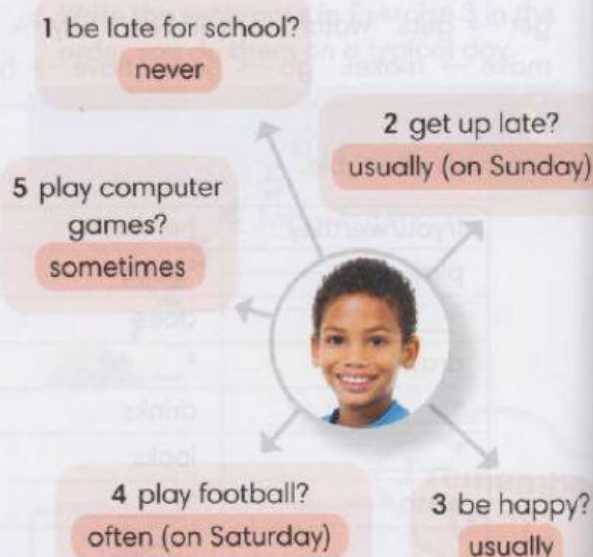 1 be late for school?
never
2 get up late?
usually (on Sunday)
5 play computer
games?
sometimes
4 play football?
often (on Saturday)
3 be happy?
usually